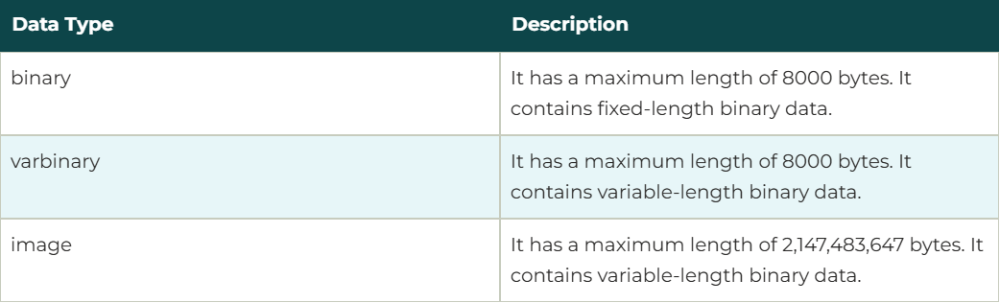 Data Type Description
binary It has a maximum length of 8000 bytes. It
contains fixed-length binary data.
varbinary It has a maximum length of 8000 bytes. It
contains variable-length binary data.
image It has a maximum length of 2,147,483,647 bytes. It
contains variable-length binary data.